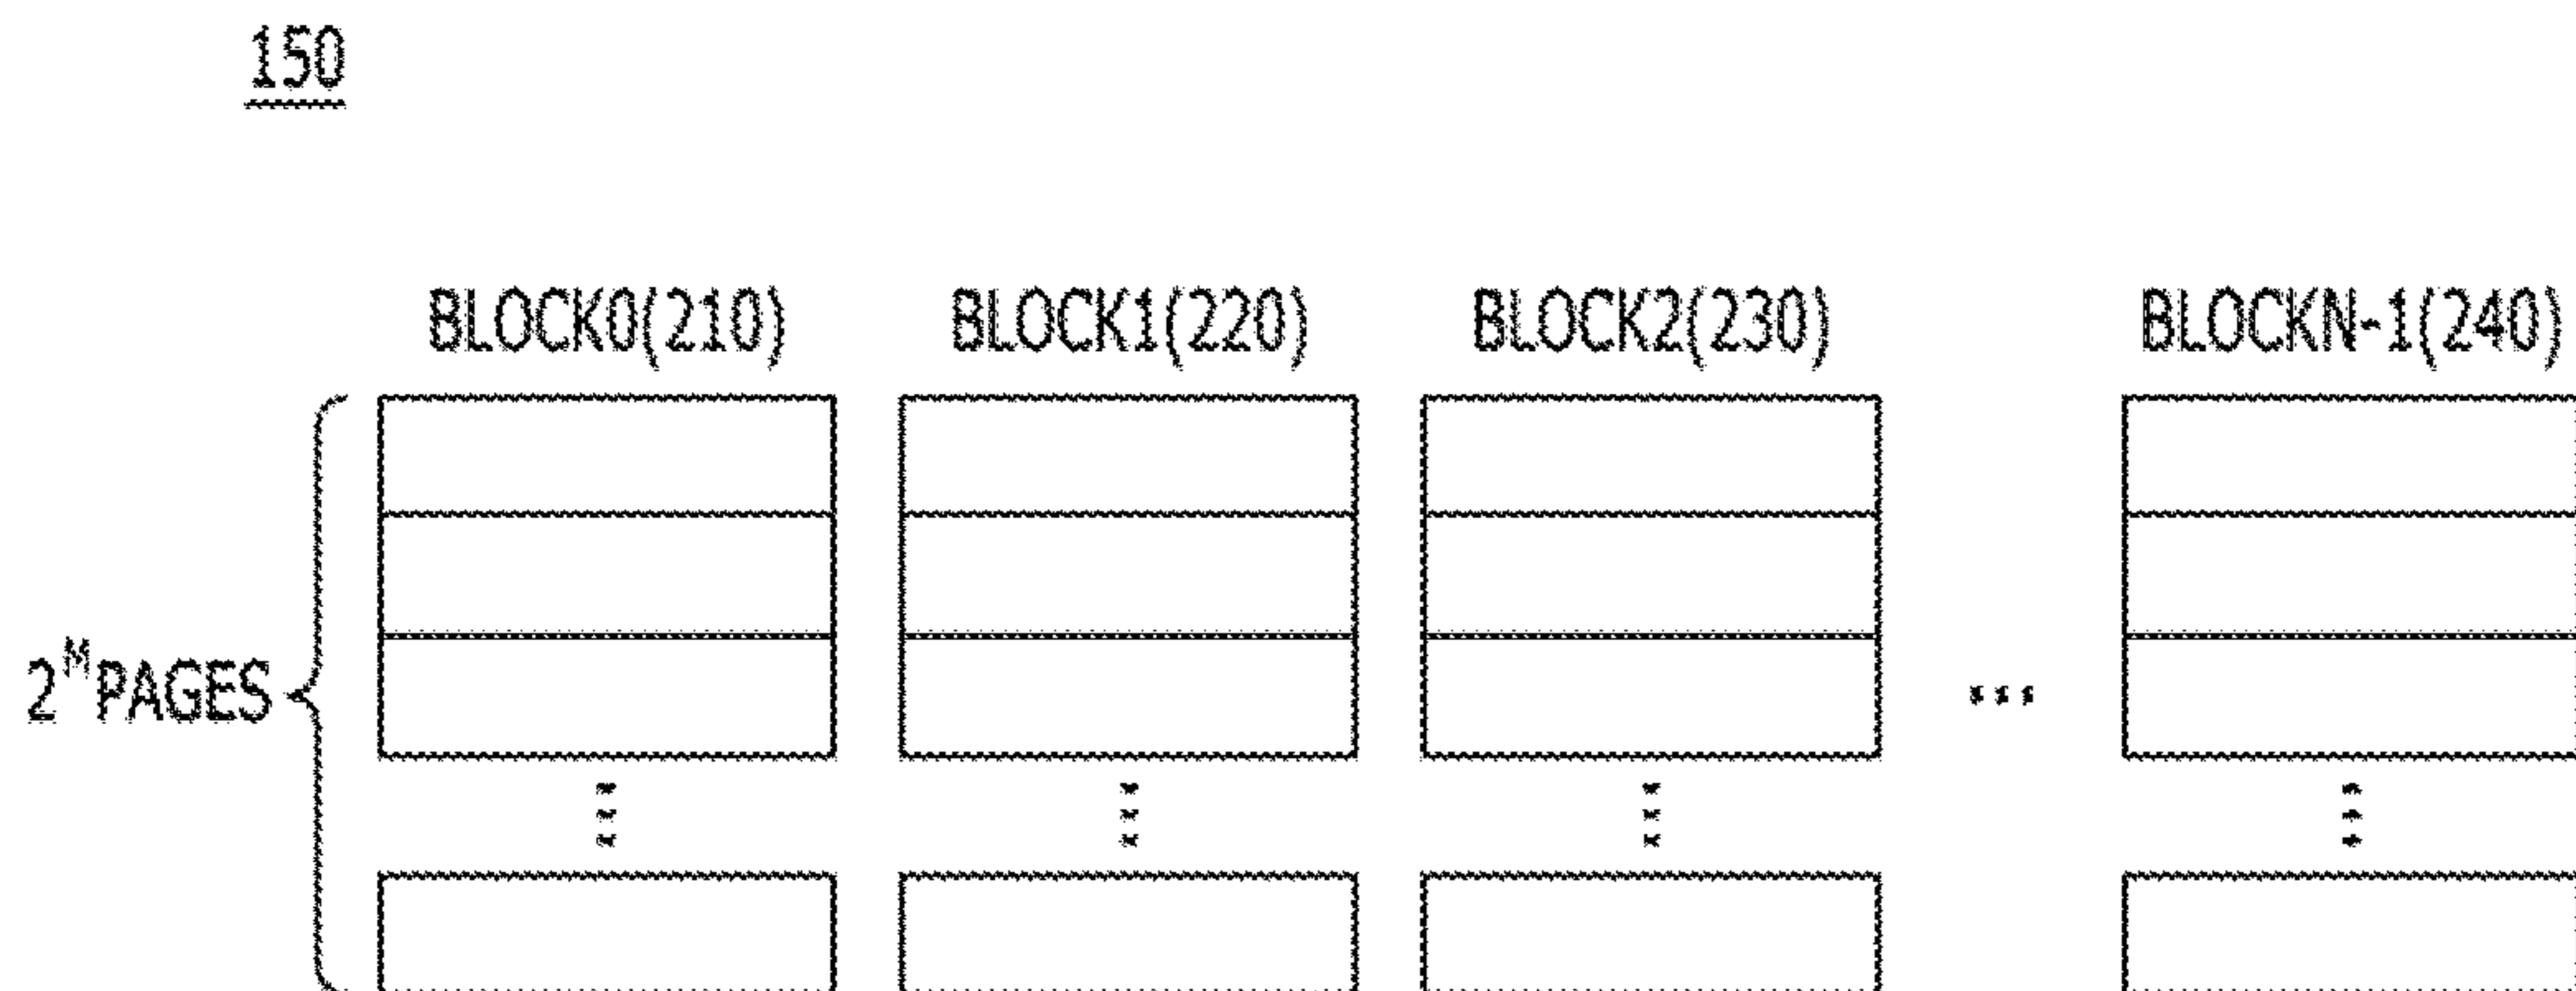 150
BLOCK0(210) BLOCK1(220) BLOCK2(230) BLOCKN-1(240)
2^M PAGES { ...